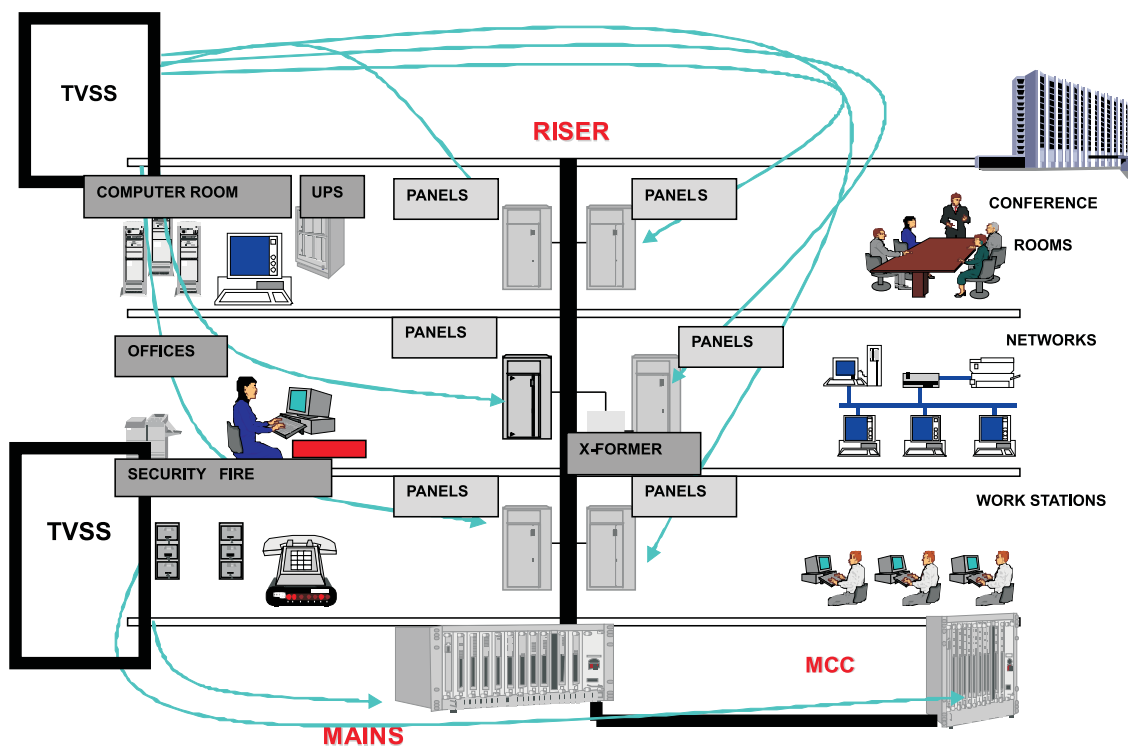 TVSS
RISER
COMPUTER ROOM
UPS
PANELS
PANELS
CONFERENCE
ROOMS
PANELS
OFFICES
PANELS
NETWORKS
X-FORMER
SECURITY FIRE
PANELS
PANELS
WORK STATIONS
TVSS
MCC
MAINS